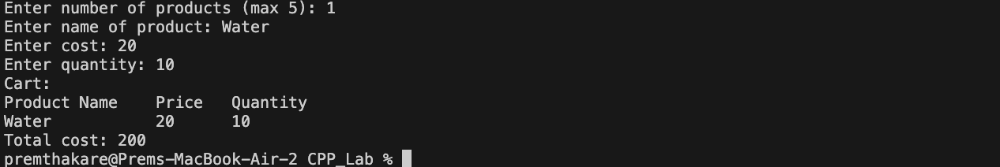 Enter number of products (max 5): 1
Enter name of product: Water
Enter cost: 20
Enter quantity: 10
Cart:
Product Name    Price   Quantity
Water           20      10
Total cost: 200
premthakare@Prems-MacBook-Air-2 CPP_Lab %